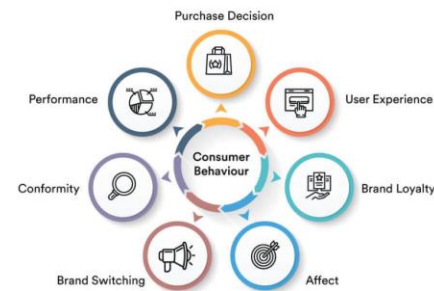 Purchase Decision
Performance
User Experience
Consumer
Behaviour
Conformity
Brand Loyalty
Brand Switching
Affect